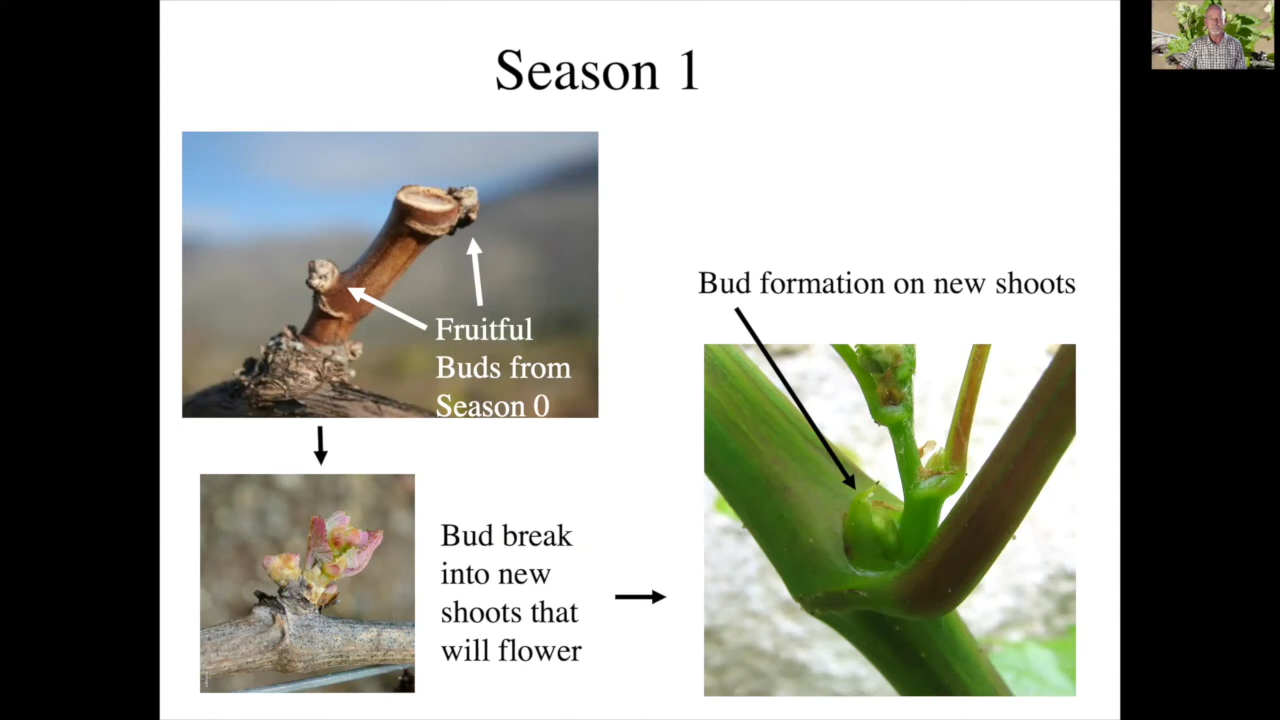 Season 1
Fruitful
Buds from
Season 0
Bud formation on new shoots
Bud break
into new
shoots that
will flower